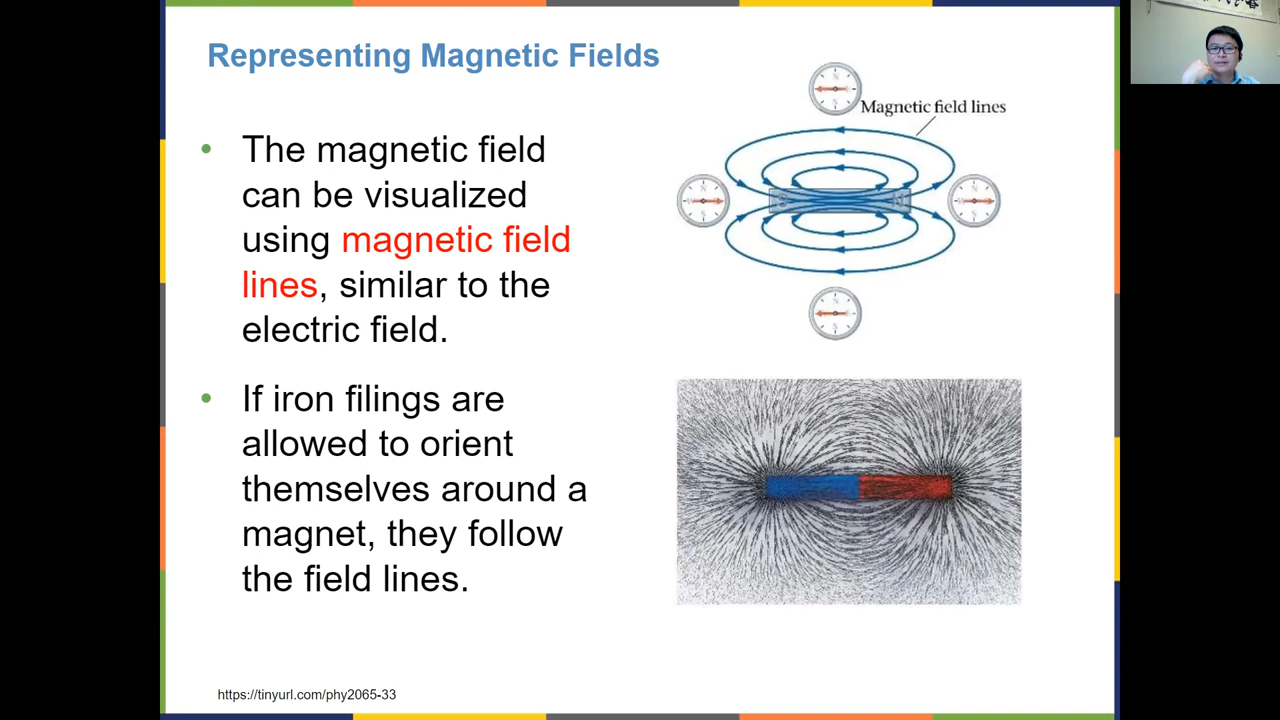 Representing Magnetic Fields
Magnetic field lines
• The magnetic field
can be visualized
using magnetic field
lines, similar to the
electric field.
• If iron filings are
allowed to orient
themselves around a
magnet, they follow
the field lines.
https://tinyurl.com/phy2065-33